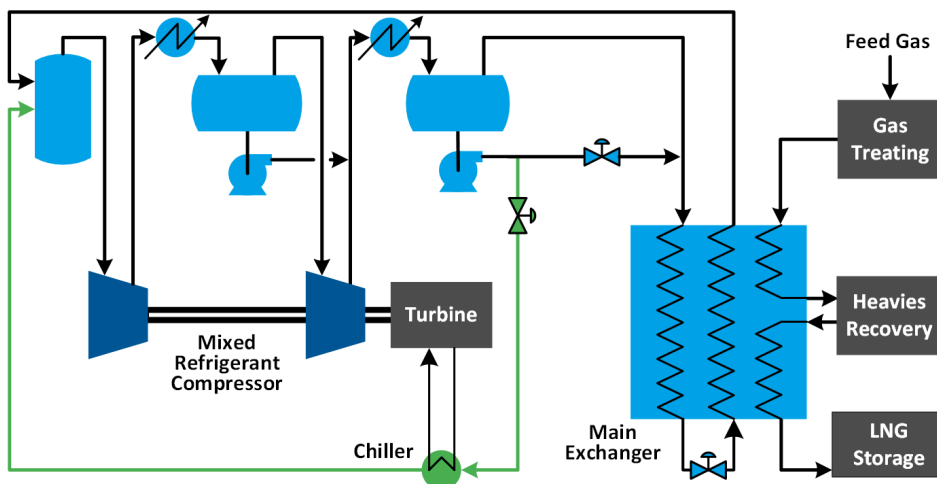 Feed Gas
Gas
Treating
Turbine
Heavies
Recovery
Mixed
Refrigerant
Compressor
Chiller
Main
Exchanger
LNG
Storage